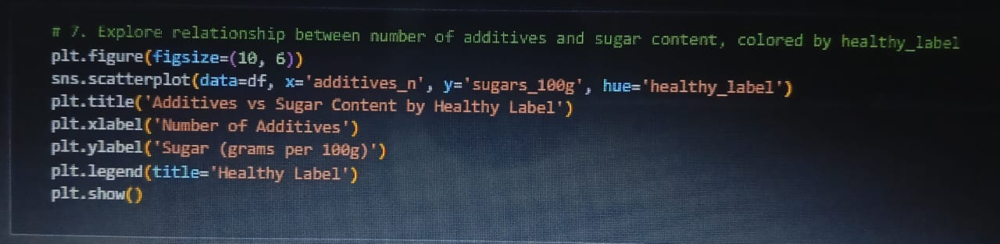 # 7. Explore relationship between number of additives and sugar content, colored by healthy_label
plt.figure(figsize=(10, 6))
sns.scatterplot(data=df, x='additives_n', y='sugars_100g', hue='healthy_label')
plt.title('Additives vs Sugar Content by Healthy Label')
plt.xlabel('Number of Additives')
plt.ylabel('Sugar (grams per 100g)')
plt.legend(title='Healthy Label')
plt.show()